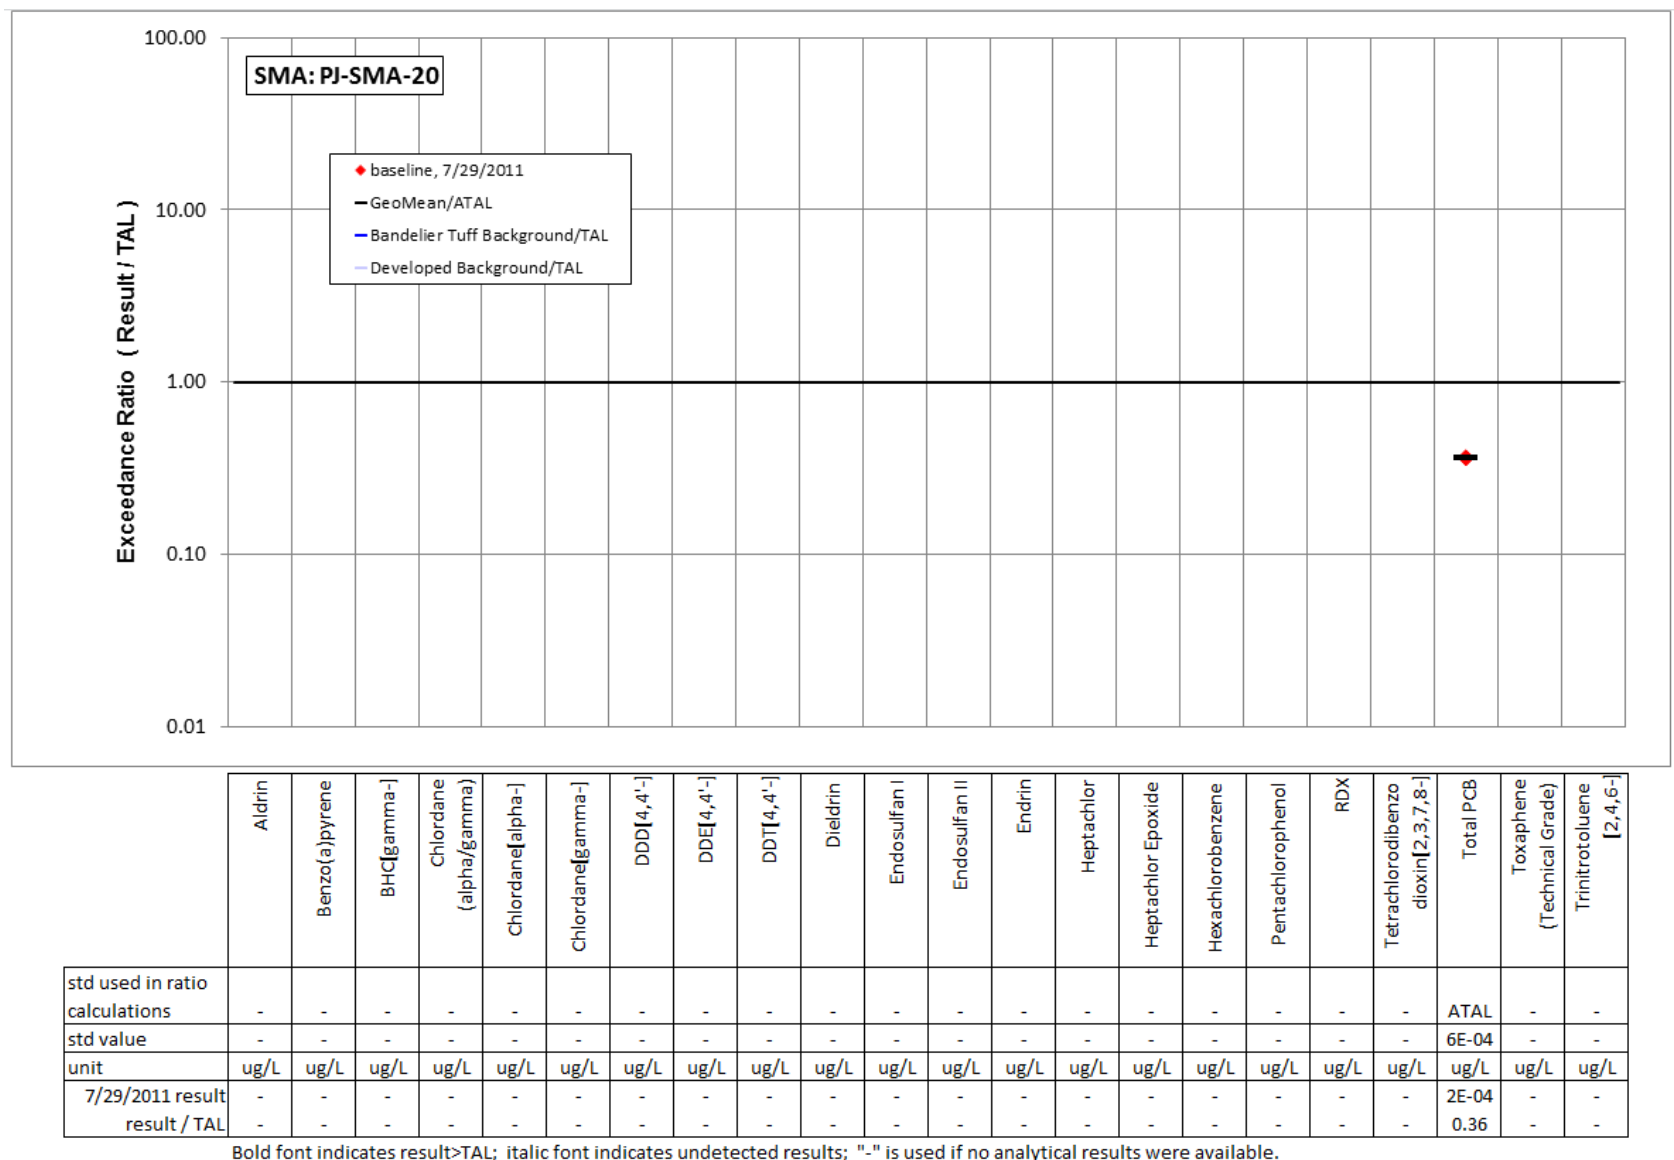 100.00
SMA: PJ-SMA-20
baseline, 7/29/2011
GeoMean/ATAL
Bandelier Tuff Background/TAL
Developed Background/TAL
Exceedance Ratio ( Result / TAL )
10.00
1.00
0.10
0.01
Aldrin
Benzo(a)pyrene
BHC[gamma-]
Chlordane
(alpha/gamma)
Chlordane[alpha-]
Chlordane[gamma-]
DDD[4,4'-]
DDE[4,4'-]
DDT[4,4'-]
Dieldrin
Endosulfan I
Endosulfan II
Endrin
Heptachlor
Heptachlor Epoxide
Hexachlorobenzene
Pentachlorophenol
RDX
Tetrachlorodibenzo
dioxin[2,3,7,8-]
Total PCB
Toxaphene
(Technical Grade)
Trinitrotoluene
[2,4,6-]
std used in ratio
calculations - - - - - - - - - - - - - - - - - - - ATAL - -
std value - - - - - - - - - - - - - - - - - - - 6E-04 - -
unit ug/L ug/L ug/L ug/L ug/L ug/L ug/L ug/L ug/L ug/L ug/L ug/L ug/L ug/L ug/L ug/L ug/L ug/L ug/L ug/L ug/L ug/L
7/29/2011 result - - - - - - - - - - - - - - - - - - - 2E-04 - -
result / TAL - - - - - - - - - - - - - - - - - - - 0.36 - -
Bold font indicates result>TAL; italic font indicates undetected results; "-" is used if no analytical results were available.